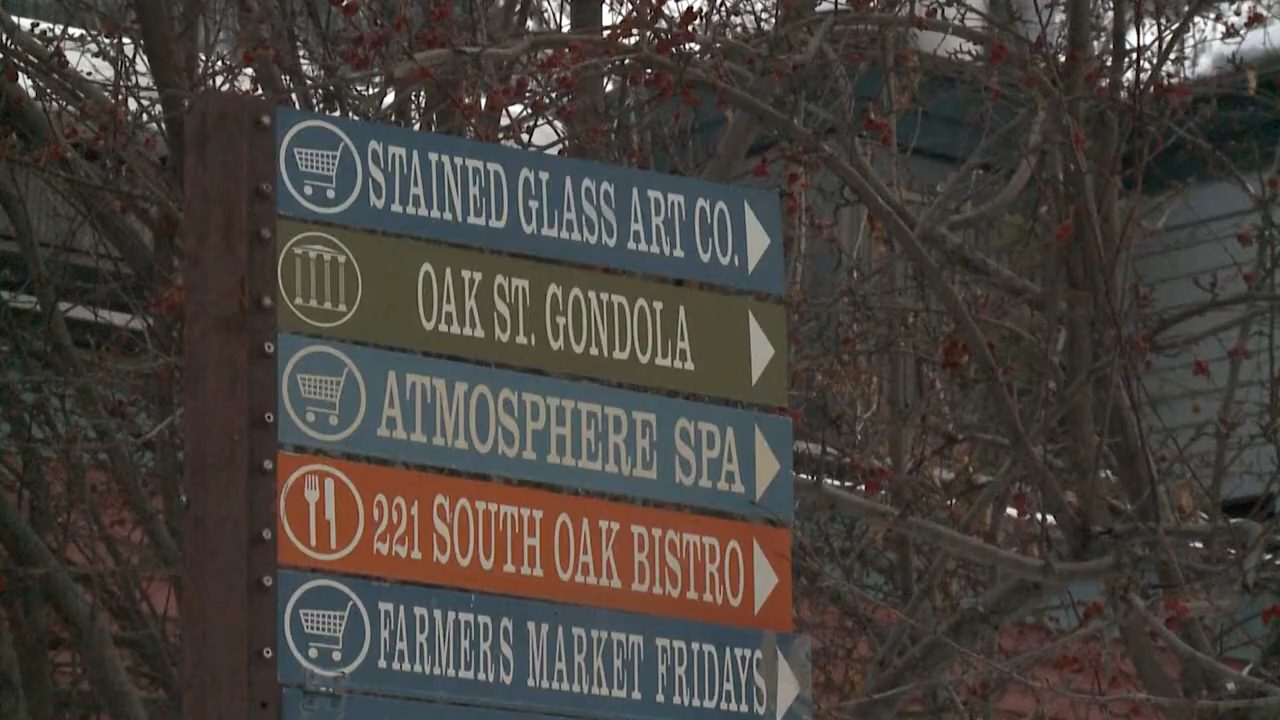 STAINED GLASS ART CO.
OAK ST. GONDOLA
ATMOSPHERE SPA
221 SOUTH OAK BISTRO
FARMERS MARKET FRIDAYS